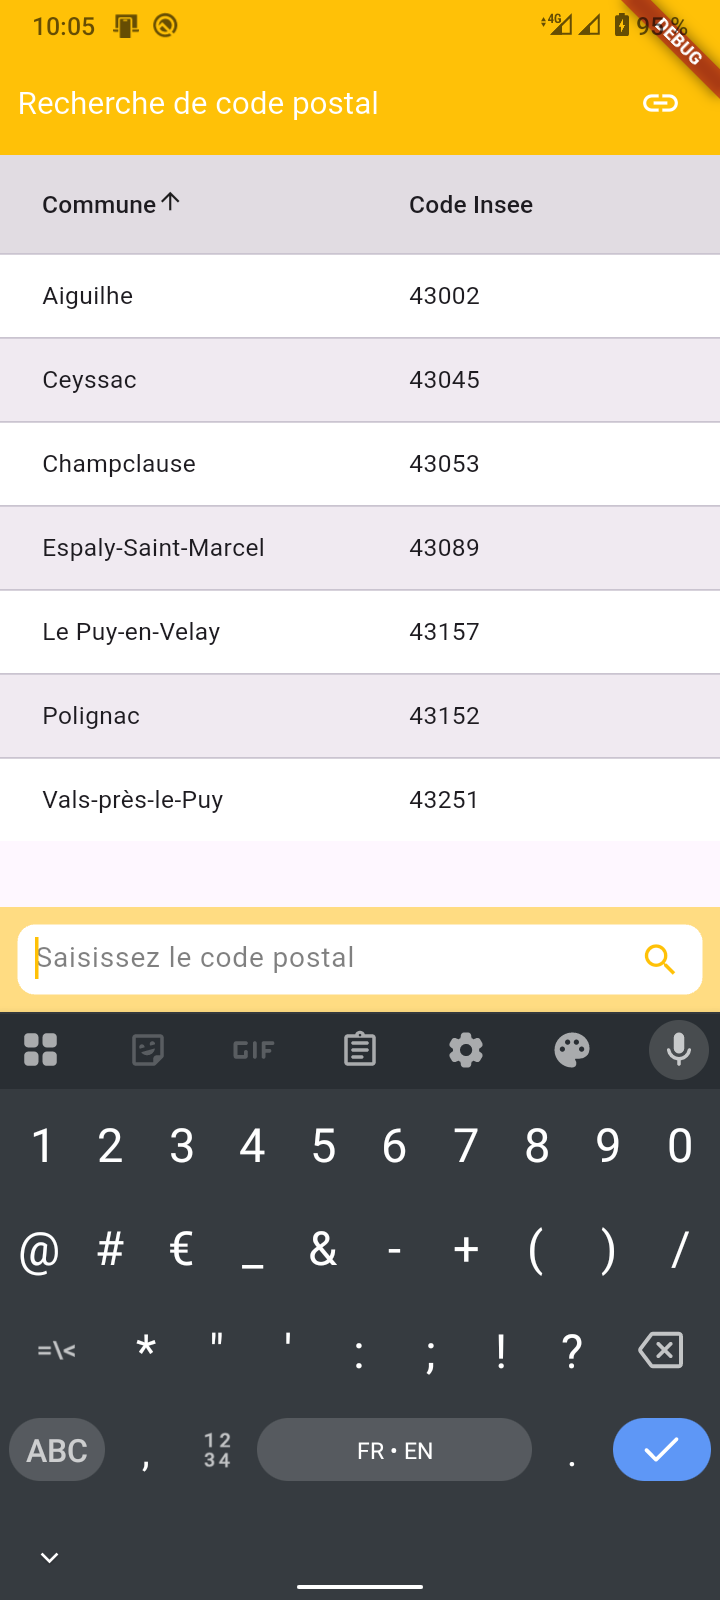 10:05 4G 95%
DEBUG
Recherche de code postal
Commune Code Insee
Aiguilhe 43002
Ceyssac 43045
Champclause 43053
Espaly-Saint-Marcel 43089
Le Puy-en-Velay 43157
Polignac 43152
Vals-près-le-Puy 43251
Saisissez le code postal
GIF
1 2 3 4 5 6 7 8 9 0
@ # € _ & - + ( ) /
=\< * " ' : ; ! ?
ABC , 12 34 FR • EN .